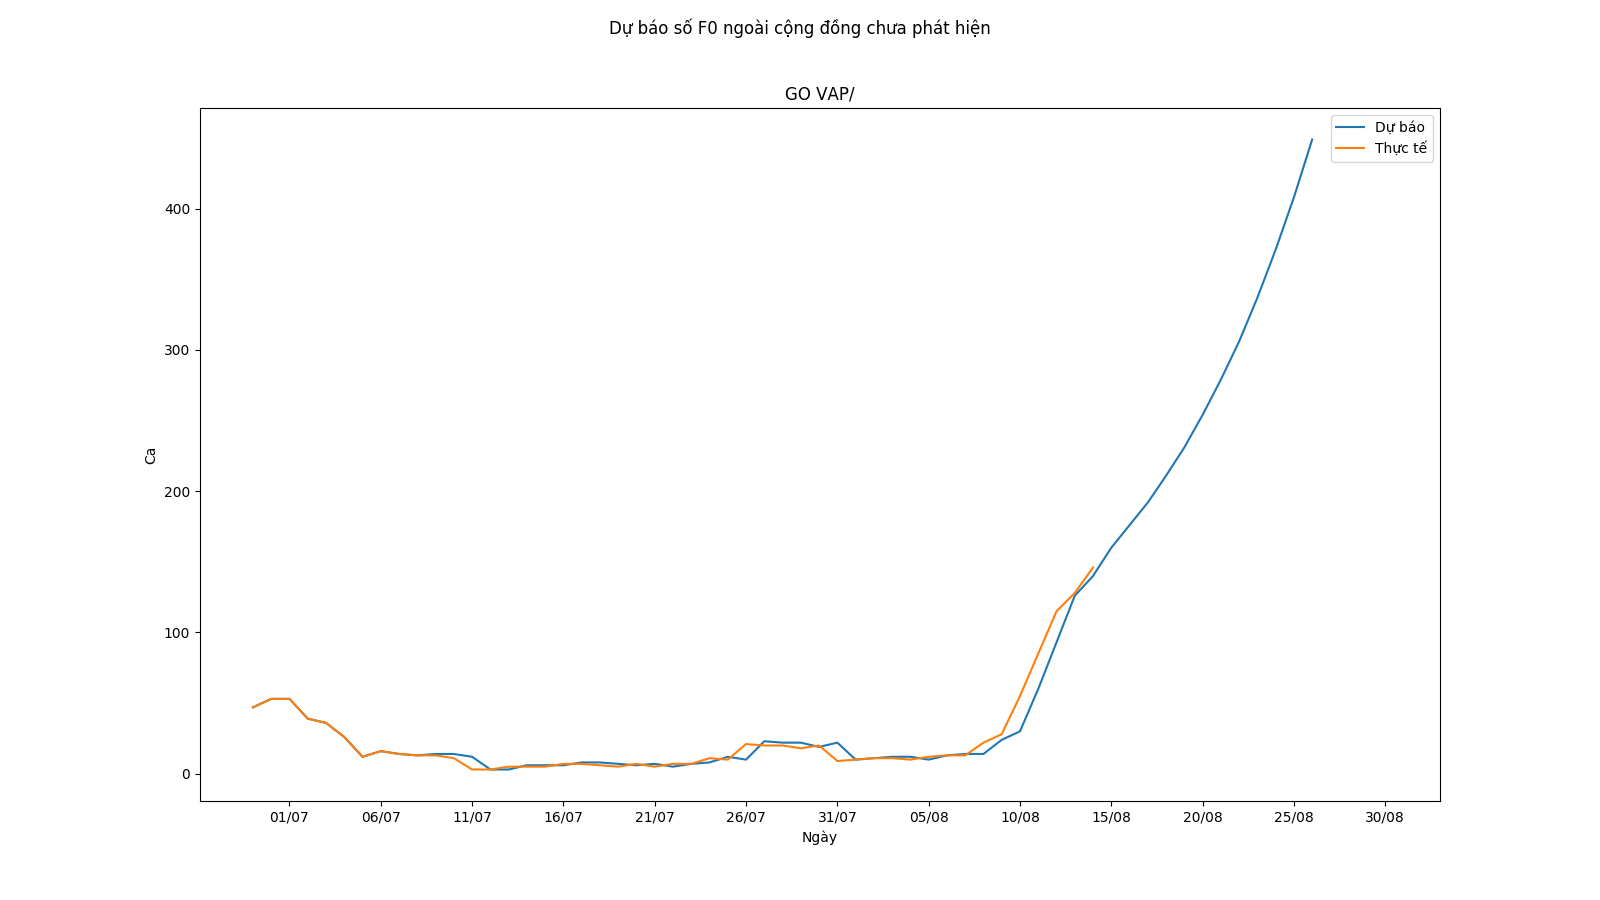 Dự báo số F0 ngoài cộng đồng chưa phát hiện
GO VAP/
Dự báo
Thực tế
400
300
200
100
0
Ca
01/07 06/07 11/07 16/07 21/07 26/07 31/07 05/08 10/08 15/08 20/08 25/08 30/08
Ngày